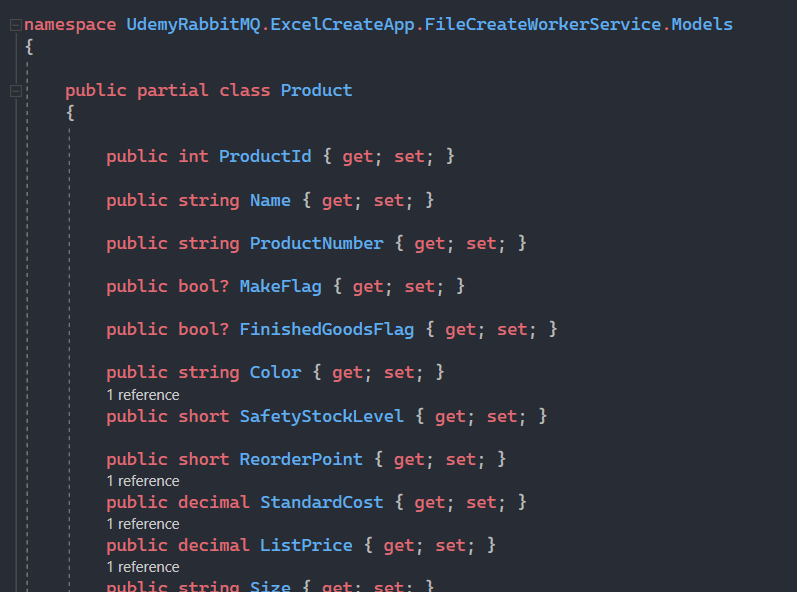 namespace UdemyRabbitMQ.ExcelCreateApp.FileCreateWorkerService.Models
{
public partial class Product
{
public int ProductId { get; set; }
public string Name { get; set; }
public string ProductNumber { get; set; }
public bool? MakeFlag { get; set; }
public bool? FinishedGoodsFlag { get; set; }
public string Color { get; set; }
1 reference
public short SafetyStockLevel { get; set; }
public short ReorderPoint { get; set; }
1 reference
public decimal StandardCost { get; set; }
1 reference
public decimal ListPrice { get; set; }
1 reference
public string Size { get; set; }